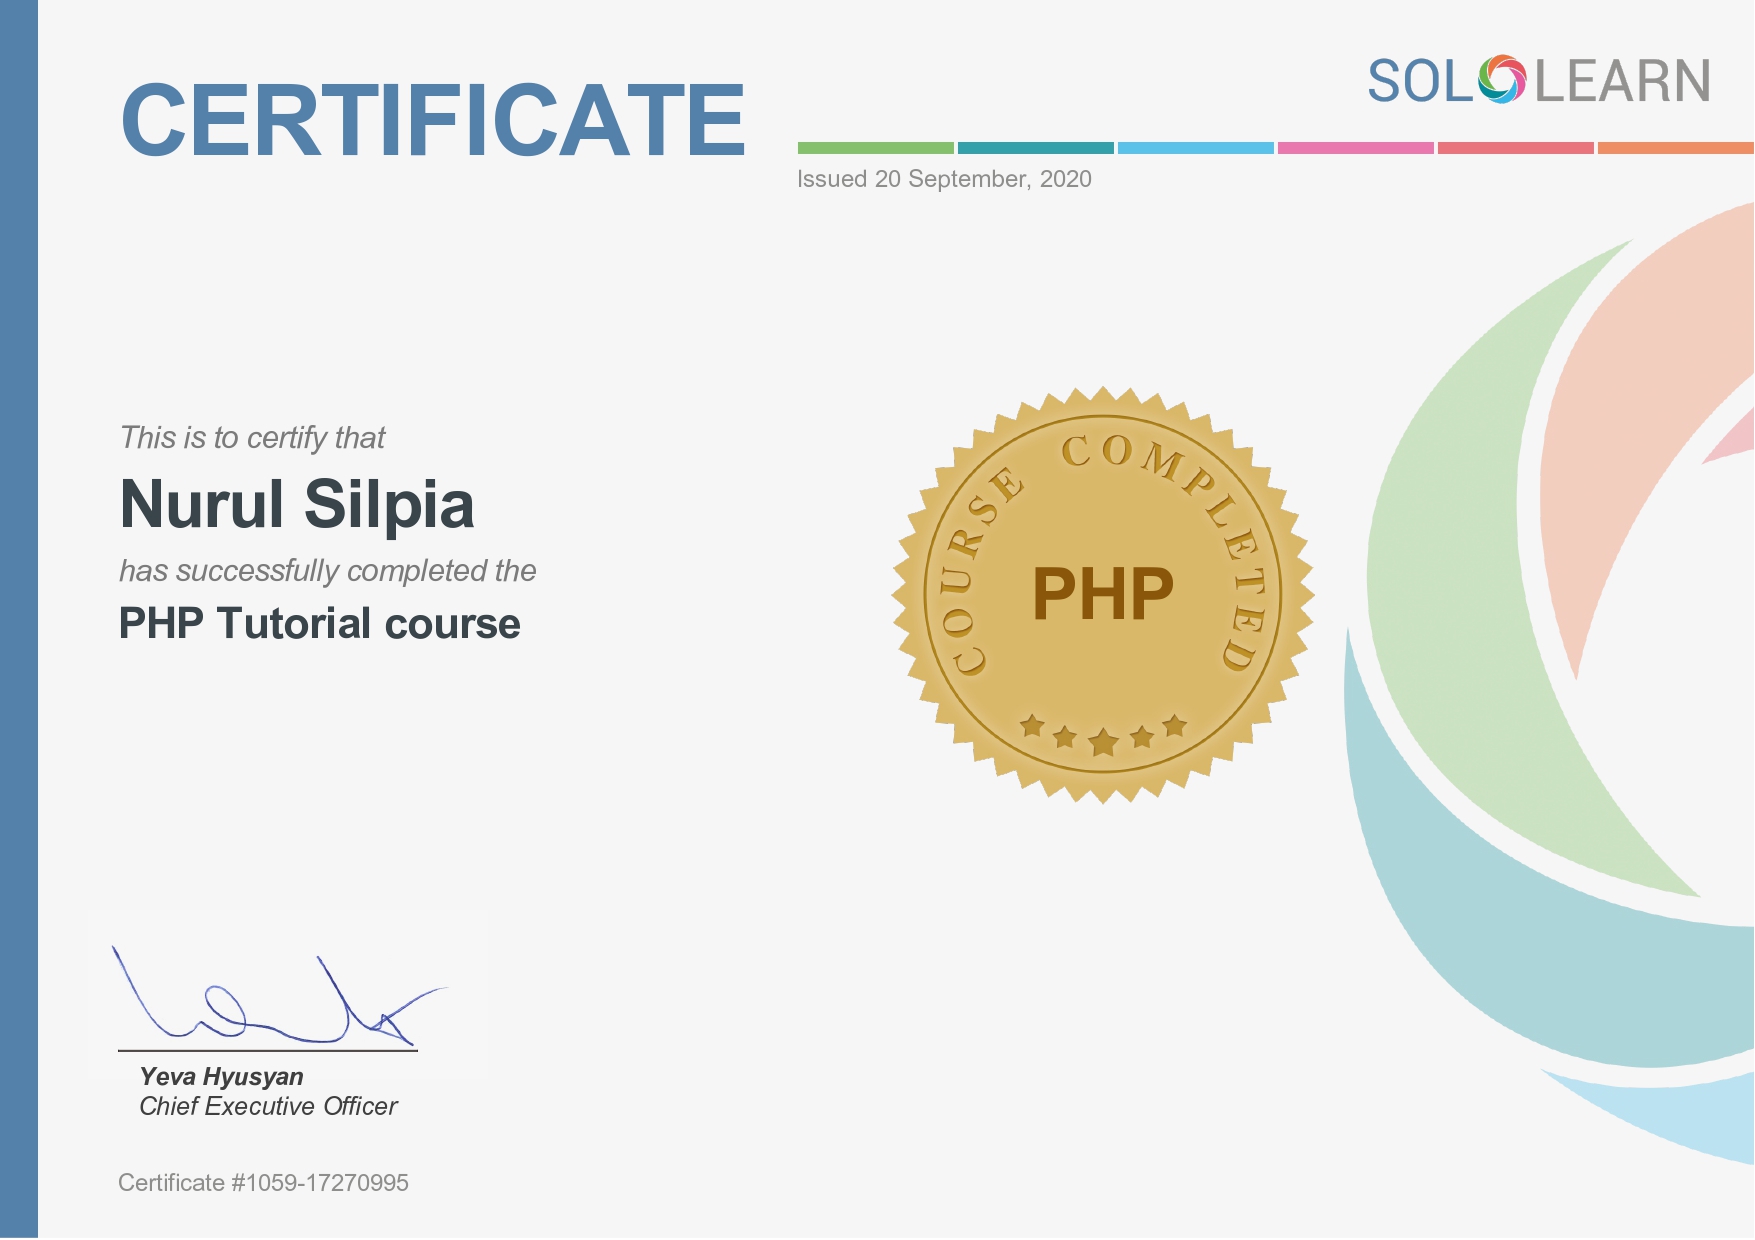 CERTIFICATE
SOLOLEARN
Issued 20 September, 2020
This is to certify that
Nurul Silpia
has successfully completed the
PHP Tutorial course
COURSE COMPLETED
PHP
Yeva Hyusyan
Chief Executive Officer
Certificate #1059-17270995